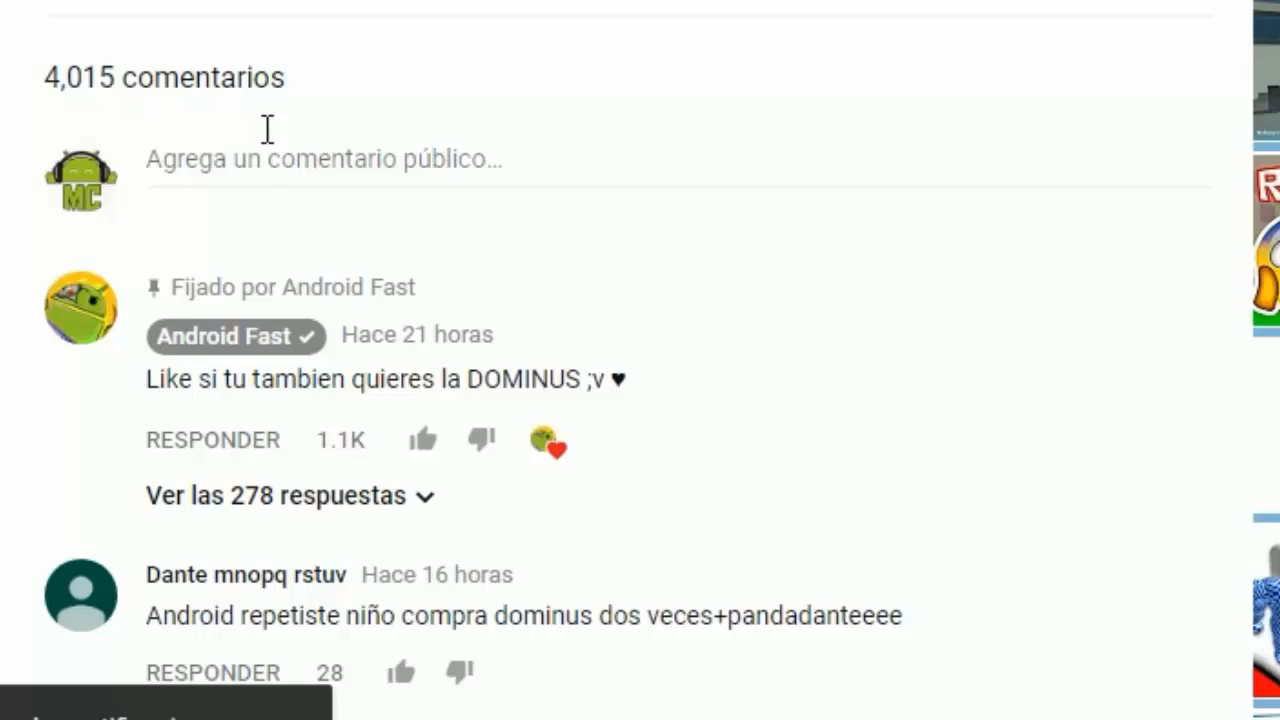 4,015 comentarios
Agrega un comentario público...
MC
Fijado por Android Fast
Android Fast Hace 21 horas
Like si tu tambien quieres la DOMINUS ;v ♥
RESPONDER 1.1K
Ver las 278 respuestas
Dante mnopq rstuv Hace 16 horas
Android repetiste niño compra dominus dos veces+pandadanteeee
RESPONDER 28